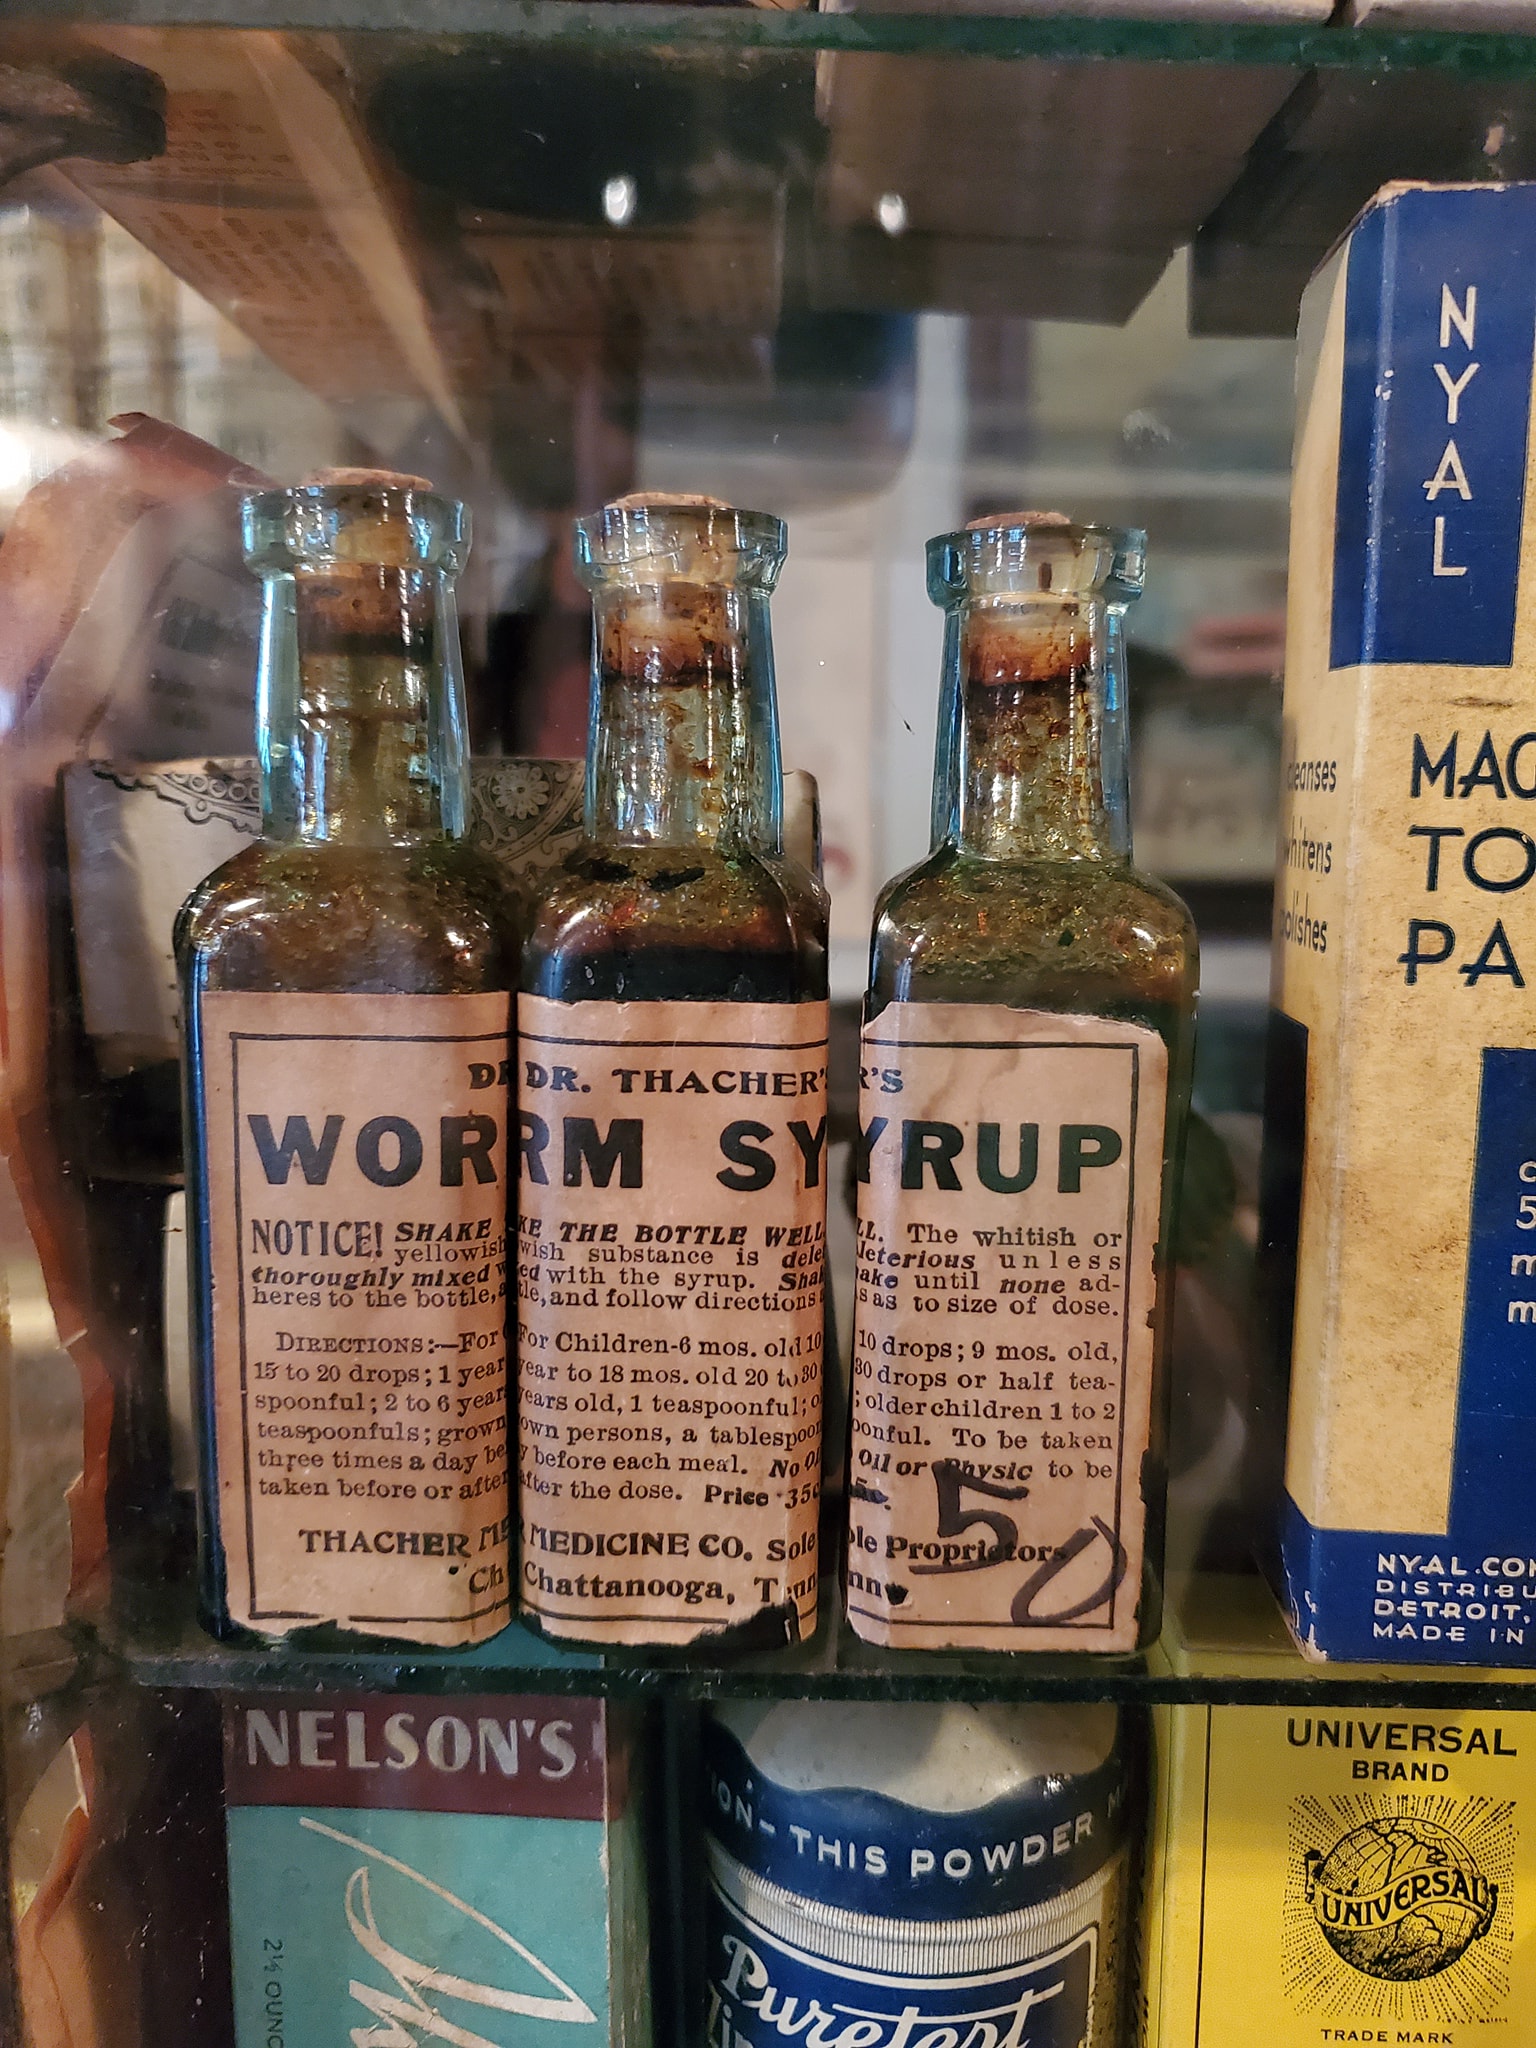 NYAL
cleanses
whitens
polishes
MAG
TO
PA
DR. THACHER'S
WORM SYRUP
NOTICE! SHAKE THE BOTTLE WELL. The whitish or
yellowish substance is deleterious unless
thoroughly mixed with the syrup. Shake until none ad-
heres to the bottle, and follow directions as to size of dose.
DIRECTIONS:—For Children-6 mos. old 10 drops; 9 mos. old,
15 to 20 drops; 1 year to 18 mos. old 20 to 30 drops or half tea-
spoonful; 2 to 6 years old, 1 teaspoonful; older children 1 to 2
teaspoonfuls; grown persons, a tablespoonful. To be taken
three times a day before each meal. No Oil or Physic to be
taken before or after the dose. Price 35c.
THACHER MEDICINE CO. Sole Proprietors
Chattanooga, Tenn
50
NYAL COM
DISTRIBU
DETROIT,
MADE IN
NELSON'S
2¼ OUNC
ON – THIS POWDER M
Puretest
UNIVERSAL
BRAND
UNIVERSAL
TRADE MARK